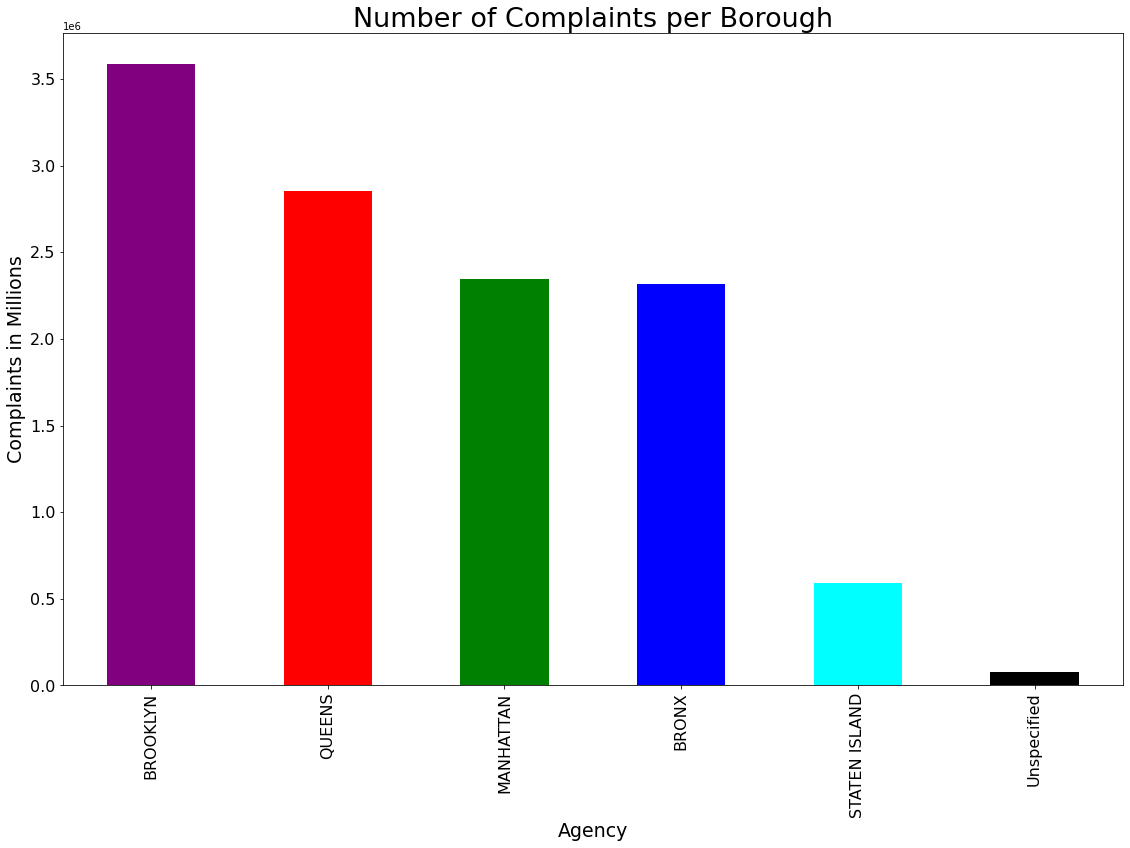 Number of Complaints per Borough
1e6
3.5
3.0
2.5
2.0
1.5
1.0
0.5
0.0
Complaints in Millions
BROOKLYN
QUEENS
MANHATTAN
BRONX
STATEN ISLAND
Unspecified
Agency